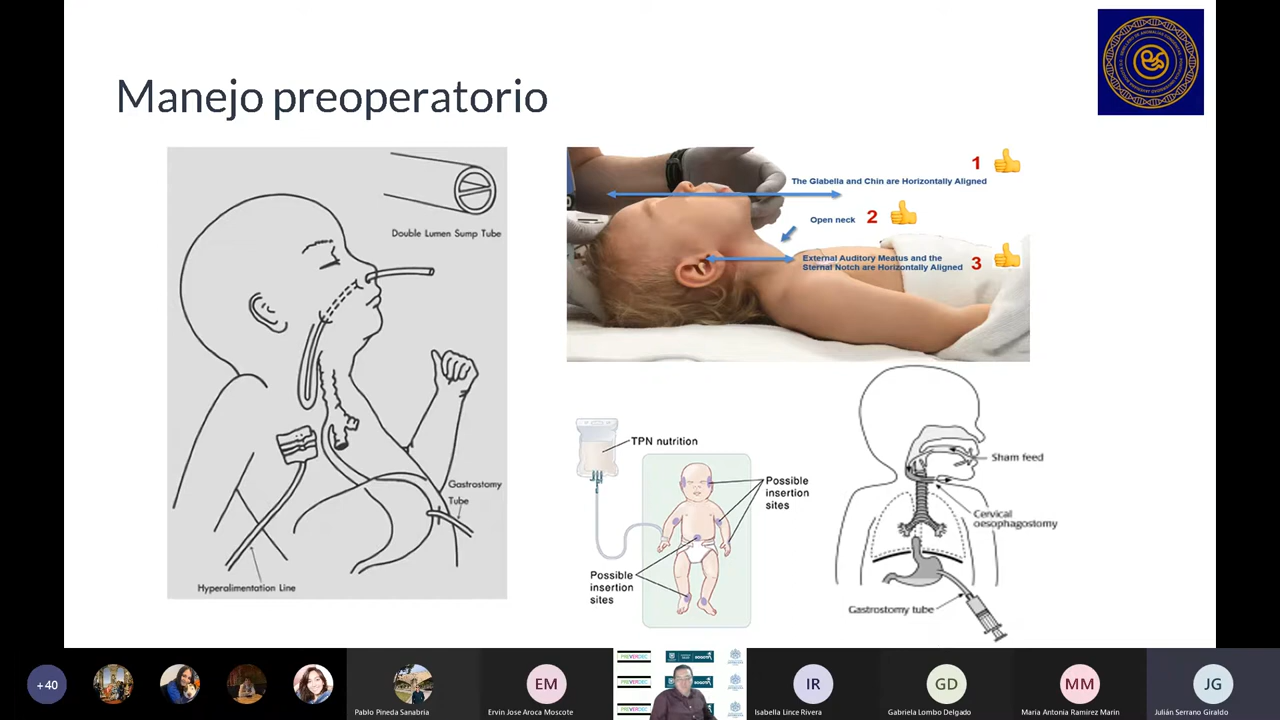 Manejo preoperatorio
Double Lumen Sump Tube
Gastrostomy
Tube
Hyperalimentation Line
1
The Glabella and Chin are Horizontally Aligned
Open neck 2
External Auditory Meatus and the
Sternal Notch are Horizontally Aligned 3
TPN nutrition
Possible
insertion
sites
Possible
insertion
sites
Sham feed
Cervical
oesophagostomy
Gastrostomy tube
+40
Pablo Pineda Sanabria
EM
Ervin Jose Aroca Moscote
PREVERDEC
BOGOTÁ
IR
Isabella Lince Rivera
GD
Gabriela Lombo Delgado
MM
Maria Antonia Ramirez Marin
JG
Julián Serrano Giraldo